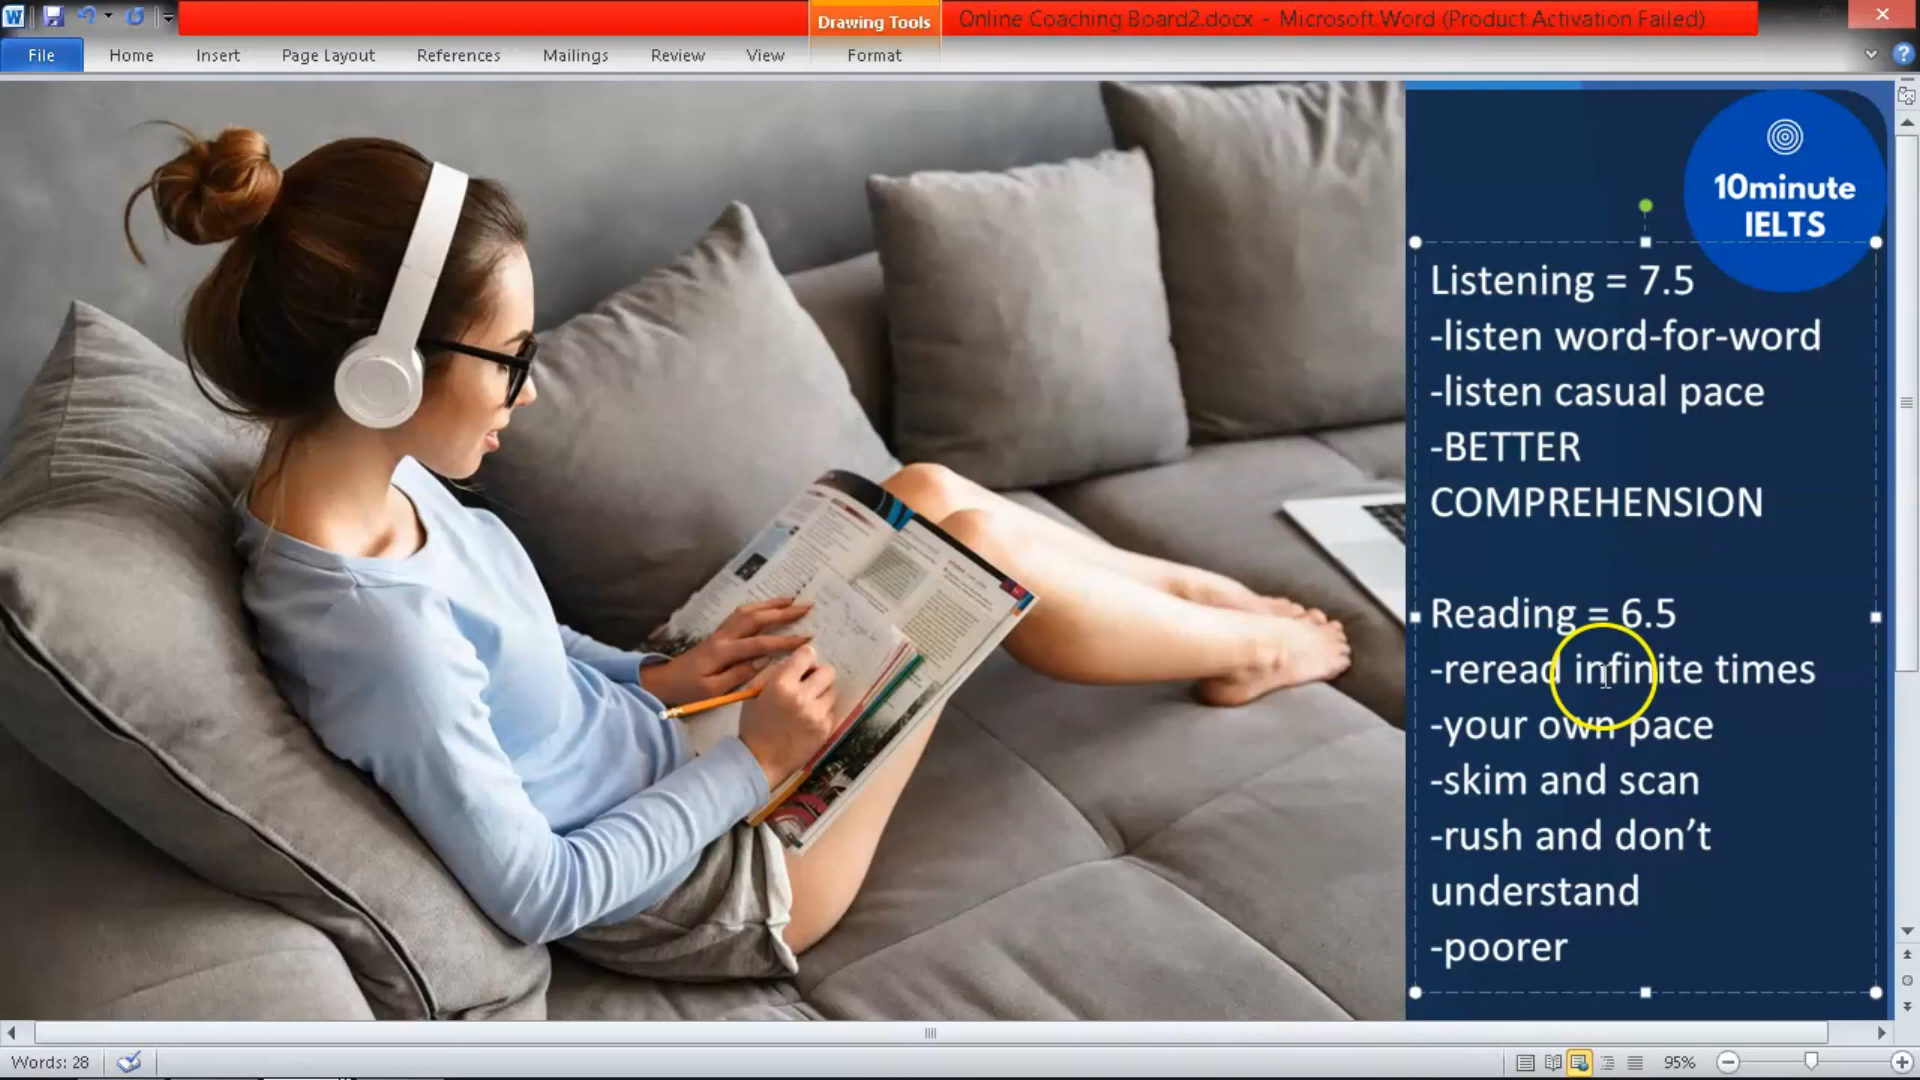 Drawing Tools
Online Coaching Board2.docx - Microsoft Word (Product Activation Failed)
File Home Insert Page Layout References Mailings Review View Format
10minute
IELTS
Listening = 7.5
-listen word-for-word
-listen casual pace
-BETTER
COMPREHENSION
Reading = 6.5
-reread infinite times
-your own pace
-skim and scan
-rush and don’t
understand
-poorer
Words: 28
95%